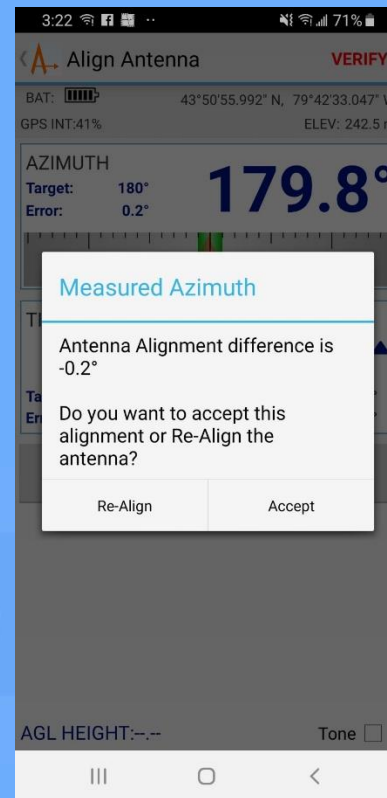 3:22 71%
Align Antenna VERIFY
BAT: 43°50'55.992" N, 79°42'33.047"
GPS INT:41% ELEV: 242.5
AZIMUTH
Target: 180°
Error: 0.2°
179.8°
Measured Azimuth
Antenna Alignment difference is
-0.2°
Do you want to accept this
alignment or Re-Align the
antenna?
Re-Align Accept
AGL HEIGHT:--.-- Tone